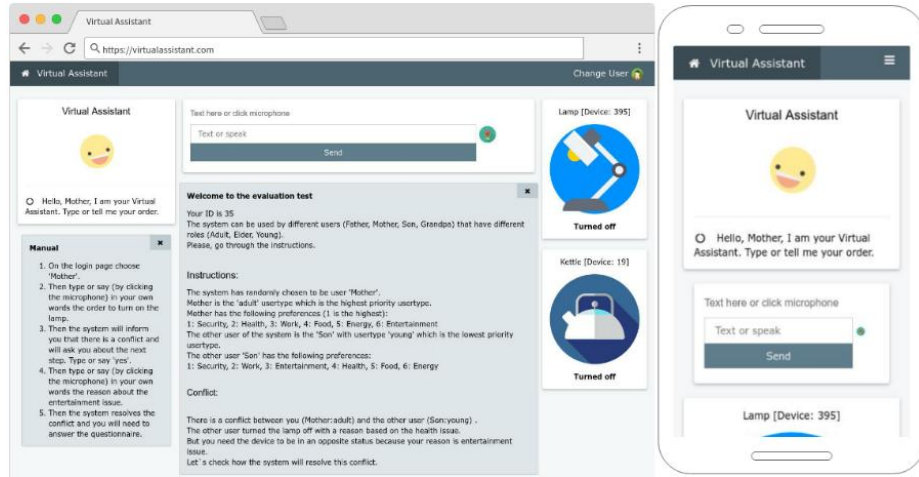 Virtual Assistant
https://virtualassistant.com
Virtual Assistant
Change User
Virtual Assistant
Hello, Mother, I am your Virtual
Assistant. Type or tell me your order.
Manual
1. On the login page choose
'Mother'.
2. Then type or say (by clicking
the microphone) in your own
words the order to turn on the
lamp.
3. Then the system will inform
you that there is a conflict and
will ask you about the next
step. Type or say 'yes'.
4. Then type or say (by clicking
the microphone) in your own
words the reason about the
entertainment issue.
5. Then the system resolves the
conflict and you will need to
answer the questionnaire.
Text here or click microphone
Text or speak
Send
Welcome to the evaluation test
Your ID is 35
The system can be used by different users (Father, Mother, Son, Grandpa) that have different
roles (Adult, Elder, Young).
Please, go through the instructions.
Instructions:
The system has randomly chosen to be user 'Mother'.
Mother is the 'adult' usertype which is the highest priority usertype.
Mother has the following preferences (1 is the highest):
1: Security, 2: Health, 3: Work, 4: Food, 5: Energy, 6: Entertainment
The other user of the system is the 'Son' with usertype 'young' which is the lowest priority
usertype.
The other user 'Son' has the following preferences:
1: Security, 2: Work, 3: Entertainment, 4: Health, 5: Food, 6: Energy
Conflict:
There is a conflict between you (Mother:adult) and the other user (Son:young) .
The other user turned the lamp off with a reason based on the health issue.
But you need the device to be in an opposite status because your reason is entertainment
issue.
Let`s check how the system will resolve this conflict.
Lamp [Device: 395]
Turned off
Kettle [Device: 19]
Turned off
Virtual Assistant
Virtual Assistant
Hello, Mother, I am your Virtual
Assistant. Type or tell me your order.
Text here or click microphone
Text or speak
Send
Lamp [Device: 395]